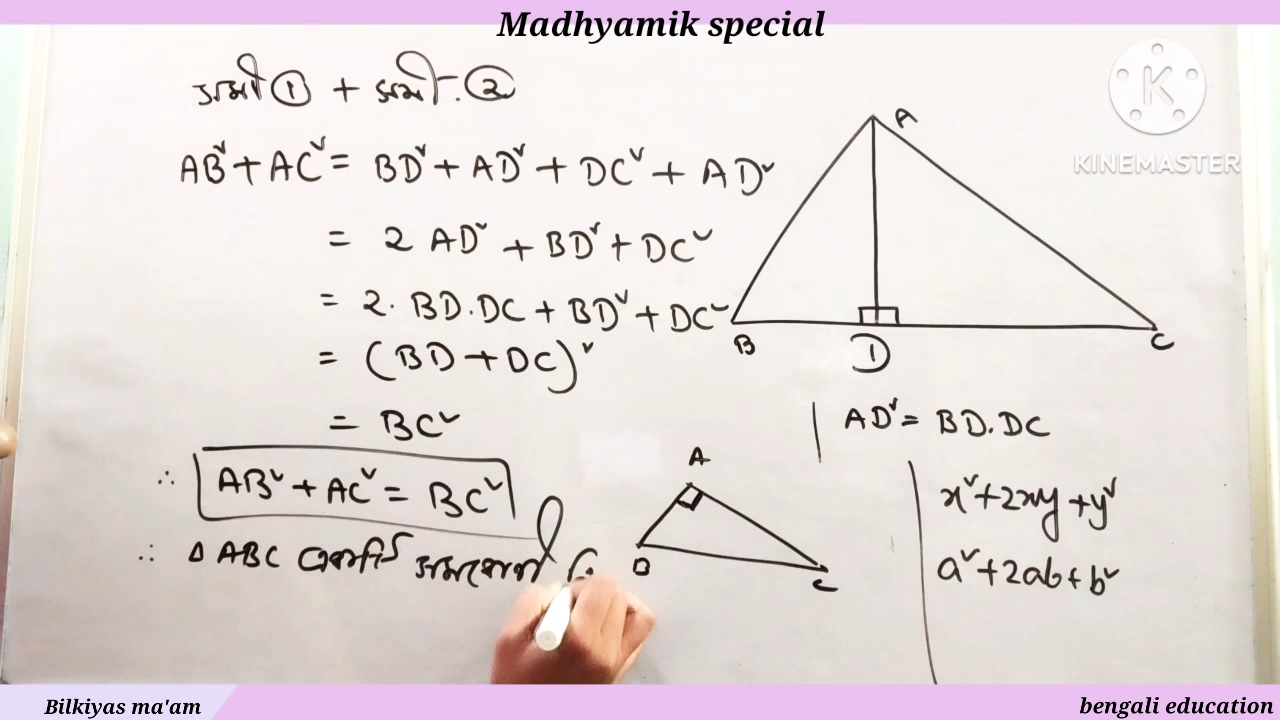 Madhyamik special
সমী ① + সমী. ②
AB² + AC² = BD² + AD² + DC² + AD²
= 2 AD² + BD² + DC²
= 2. BD.DC + BD² + DC²
= (BD + DC)²
= BC²
∴ AB² + AC² = BC²
∴ Δ ABC একটি সমকোণী
K
KINEMASTER
A
B
D
C
AD² = BD.DC
A
B
C
x² + 2xy + y²
a² + 2ab + b²
Bilkiyas ma'am
bengali education